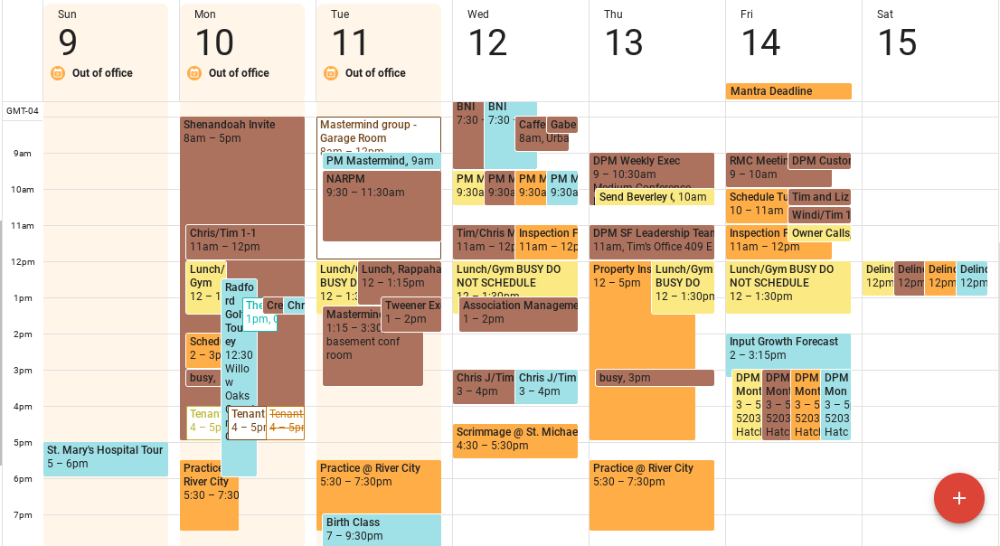 Sun
Mon
Tue
Wed
Thu
Fri
Sat
9
10
11
12
13
14
15
Out of office
Out of office
Out of office
Mantra Deadline
GMT-04
9am
10am
11am
12pm
1pm
2pm
3pm
4pm
5pm
6pm
7pm
St. Mary's Hospital Tour
5 – 6pm
Shenandoah Invite
8am – 5pm
Chris/Tim 1-1
11am – 12pm
Lunch/
Gym
12 – 1
Radfo
rd
Golf
Tou
ey
12:30
Willo
w
Oaks
The
1pm,
Cre
Chr
Sched
2 – 3p
busy,
Tenant
4 – 5p
Tenant
4 – 5pr
Tenant
4 – 5pr
Practice
River City
5:30 – 7:30
Mastermind group -
Garage Room
8am – 12pm
PM Mastermind, 9am
NARPM
9:30 – 11:30am
Lunch/
BUSY D
12 – 1:3
Lunch, Rappaha
12 – 1:15pm
Tweener Ex
1 – 2pm
Mastermind
1:15 – 3:30
basement conf
room
Practice @ River City
5:30 – 7:30pm
Birth Class
7 – 9:30pm
BNI
7:30 -
BNI
7:30 -
Caffe
8am, Urba
Gabe
PM M
9:30a
PM M
9:30a
PM M
9:30a
PM M
9:30a
Tim/Chris M
11am – 12p
Inspection F
11am – 12p
Lunch/Gym BUSY DO
NOT SCHEDULE
12 – 1:30pm
Association Manageme
1 – 2pm
Chris J/Tim
3 – 4pm
Chris J/Tim
3 – 4pm
Scrimmage @ St. Michae
4:30 – 5:30pm
DPM Weekly Exec
9 – 10:30am
Medium Conference
Send Beverley (, 10am
DPM SF Leadership Team
11am, Tim's Office 409 E
Property Ins
12 – 5pm
Lunch/Gym
BUSY DO
12 – 1:30pm
busy, 3pm
Practice @ River City
5:30 – 7:30pm
RMC Meetin
9 – 10am
DPM Custor
Schedule Tu
10 – 11am
Tim and Liz
Windi/Tim 1
Inspection F
11am – 12pm
Owner Calls,
Lunch/Gym BUSY DO
NOT SCHEDULE
12 – 1:30pm
Input Growth Forecast
2 – 3:15pm
DPM
Mont
3 – 5
5203
Hatcl
DPM
Mont
3 – 5
5203
Hatcl
DPM
Mont
3 – 5
5203
Hatcl
DPM
Mon
3 – 5
5203
Hatc
Delinc
12pm
Delinc
12pm
Delinc
12pm
Delinc
12pm